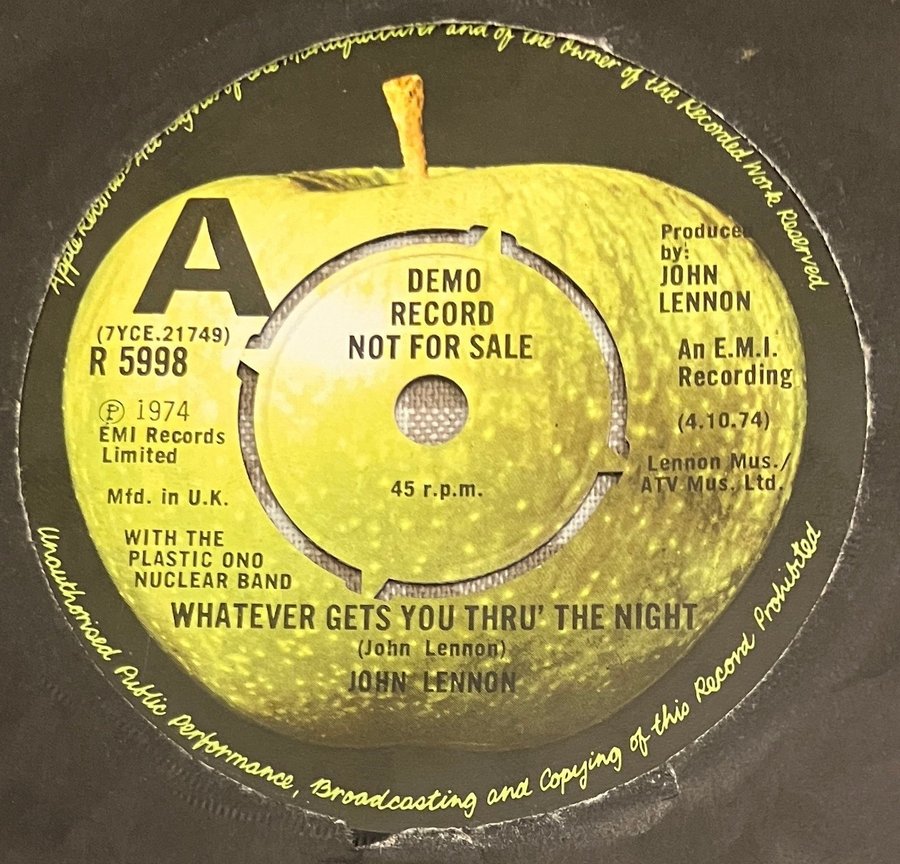 Apple Records All Rights of the Manufacturer and of the Owner of the Recorded Work Reserved
A
DEMO
RECORD
NOT FOR SALE
(7YCE.21749)
R 5998
℗ 1974
EMI Records
Limited
Mfd. in U.K.
Produced
by:
JOHN
LENNON
An E.M.I.
Recording
(4.10.74)
Lennon Mus./
ATV Mus. Ltd.
45 r.p.m.
WITH THE
PLASTIC ONO
NUCLEAR BAND
WHATEVER GETS YOU THRU' THE NIGHT
(John Lennon)
JOHN LENNON
Unauthorised Public Performance, Broadcasting and Copying of this Record Prohibited